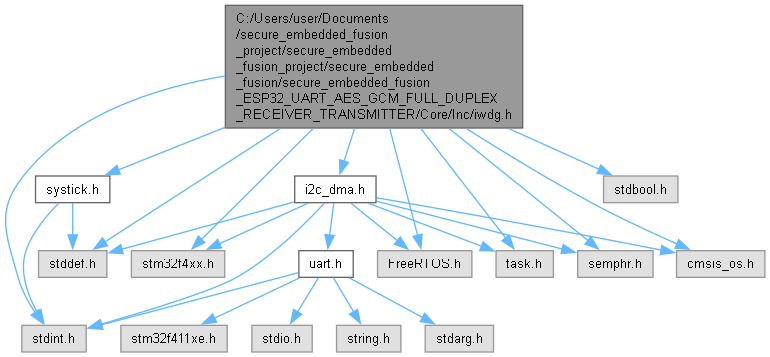 C:/Users/user/Documents
/secure_embedded_fusion
_project/secure_embedded
_fusion_project/secure_embedded
_fusion/secure_embedded_fusion
_ESP32_UART_AES_GCM_FULL_DUPLEX
_RECEIVER_TRANSMITTER/Core/Inc/iwdg.h
systick.h
i2c_dma.h
stdbool.h
stddef.h
stm32f4xx.h
uart.h
FreeRTOS.h
task.h
semphr.h
cmsis_os.h
stdint.h
stm32f411xe.h
stdio.h
string.h
stdarg.h